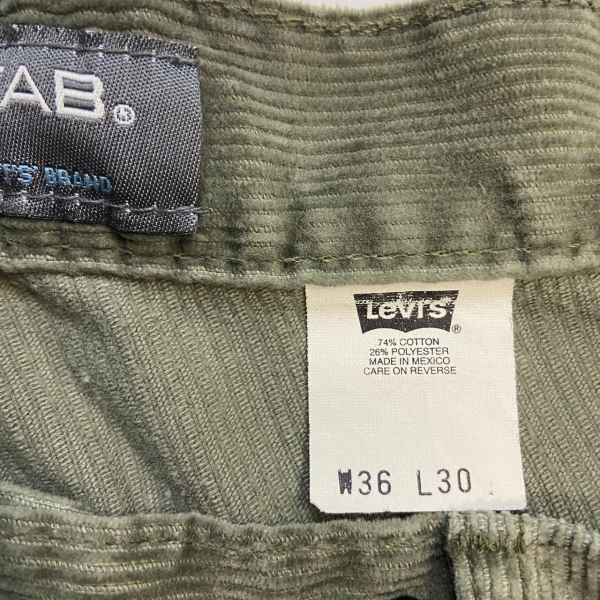 TAB®
BRAND
LEVI'S®
74% COTTON
26% POLYESTER
MADE IN MEXICO
CARE ON REVERSE
W36 L30